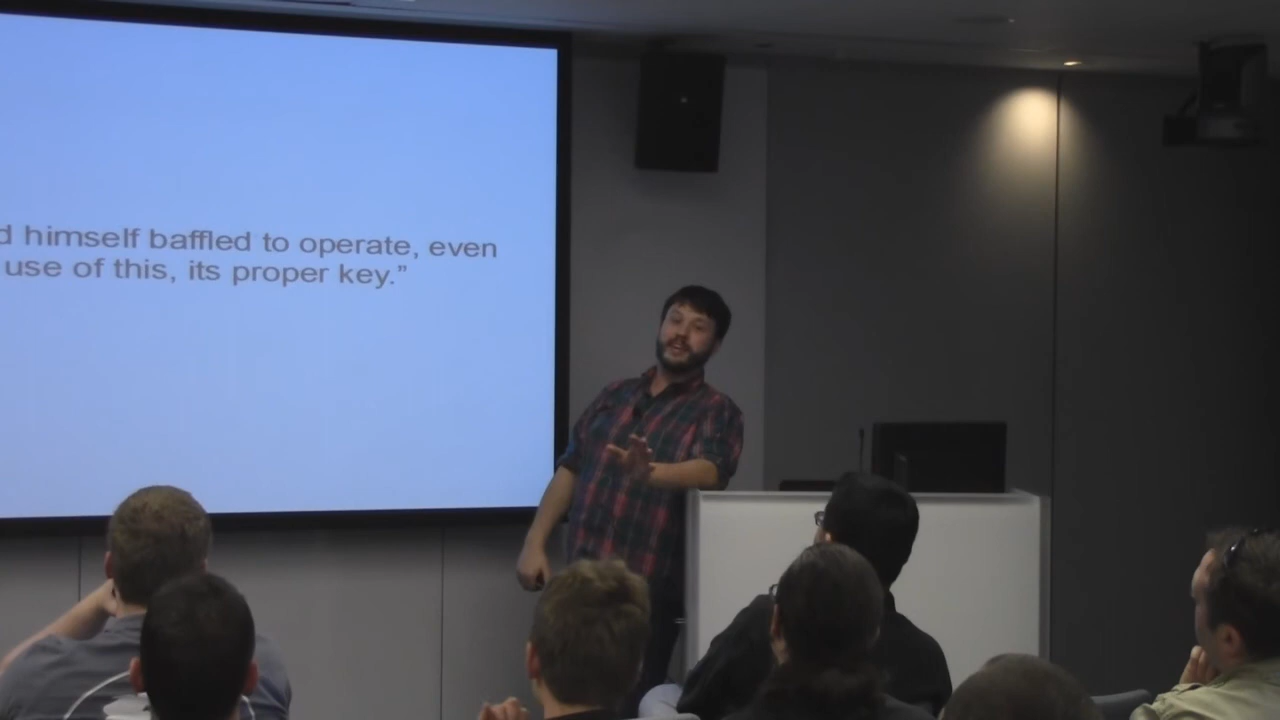 d himself baffled to operate, even
use of this, its proper key.”